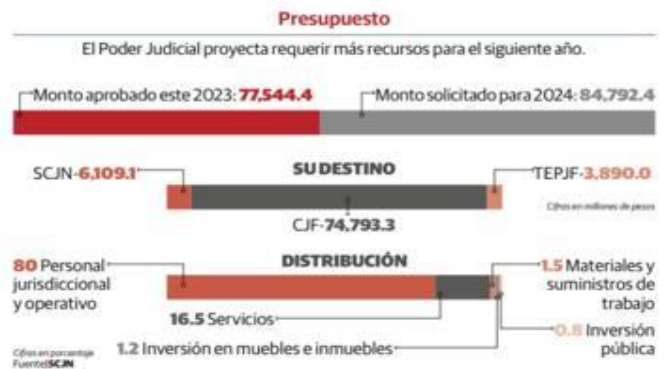 Presupuesto
El Poder Judicial proyecta requerir más recursos para el siguiente año.
Monto aprobado este 2023: 77,544.4
Monto solicitado para 2024: 84,792.4
SU DESTINO
SCJN-6,109.1
TEPJF-3,890.0
Cifras en millones de pesos
CJF-74,793.3
DISTRIBUCIÓN
80 Personal
jurisdiccional
y operativo
1.5 Materiales y
suministros de
trabajo
16.5 Servicios
0.8 Inversión
pública
1.2 Inversión en muebles e inmuebles
Cifras en porcentaje
Fuente|SCJN